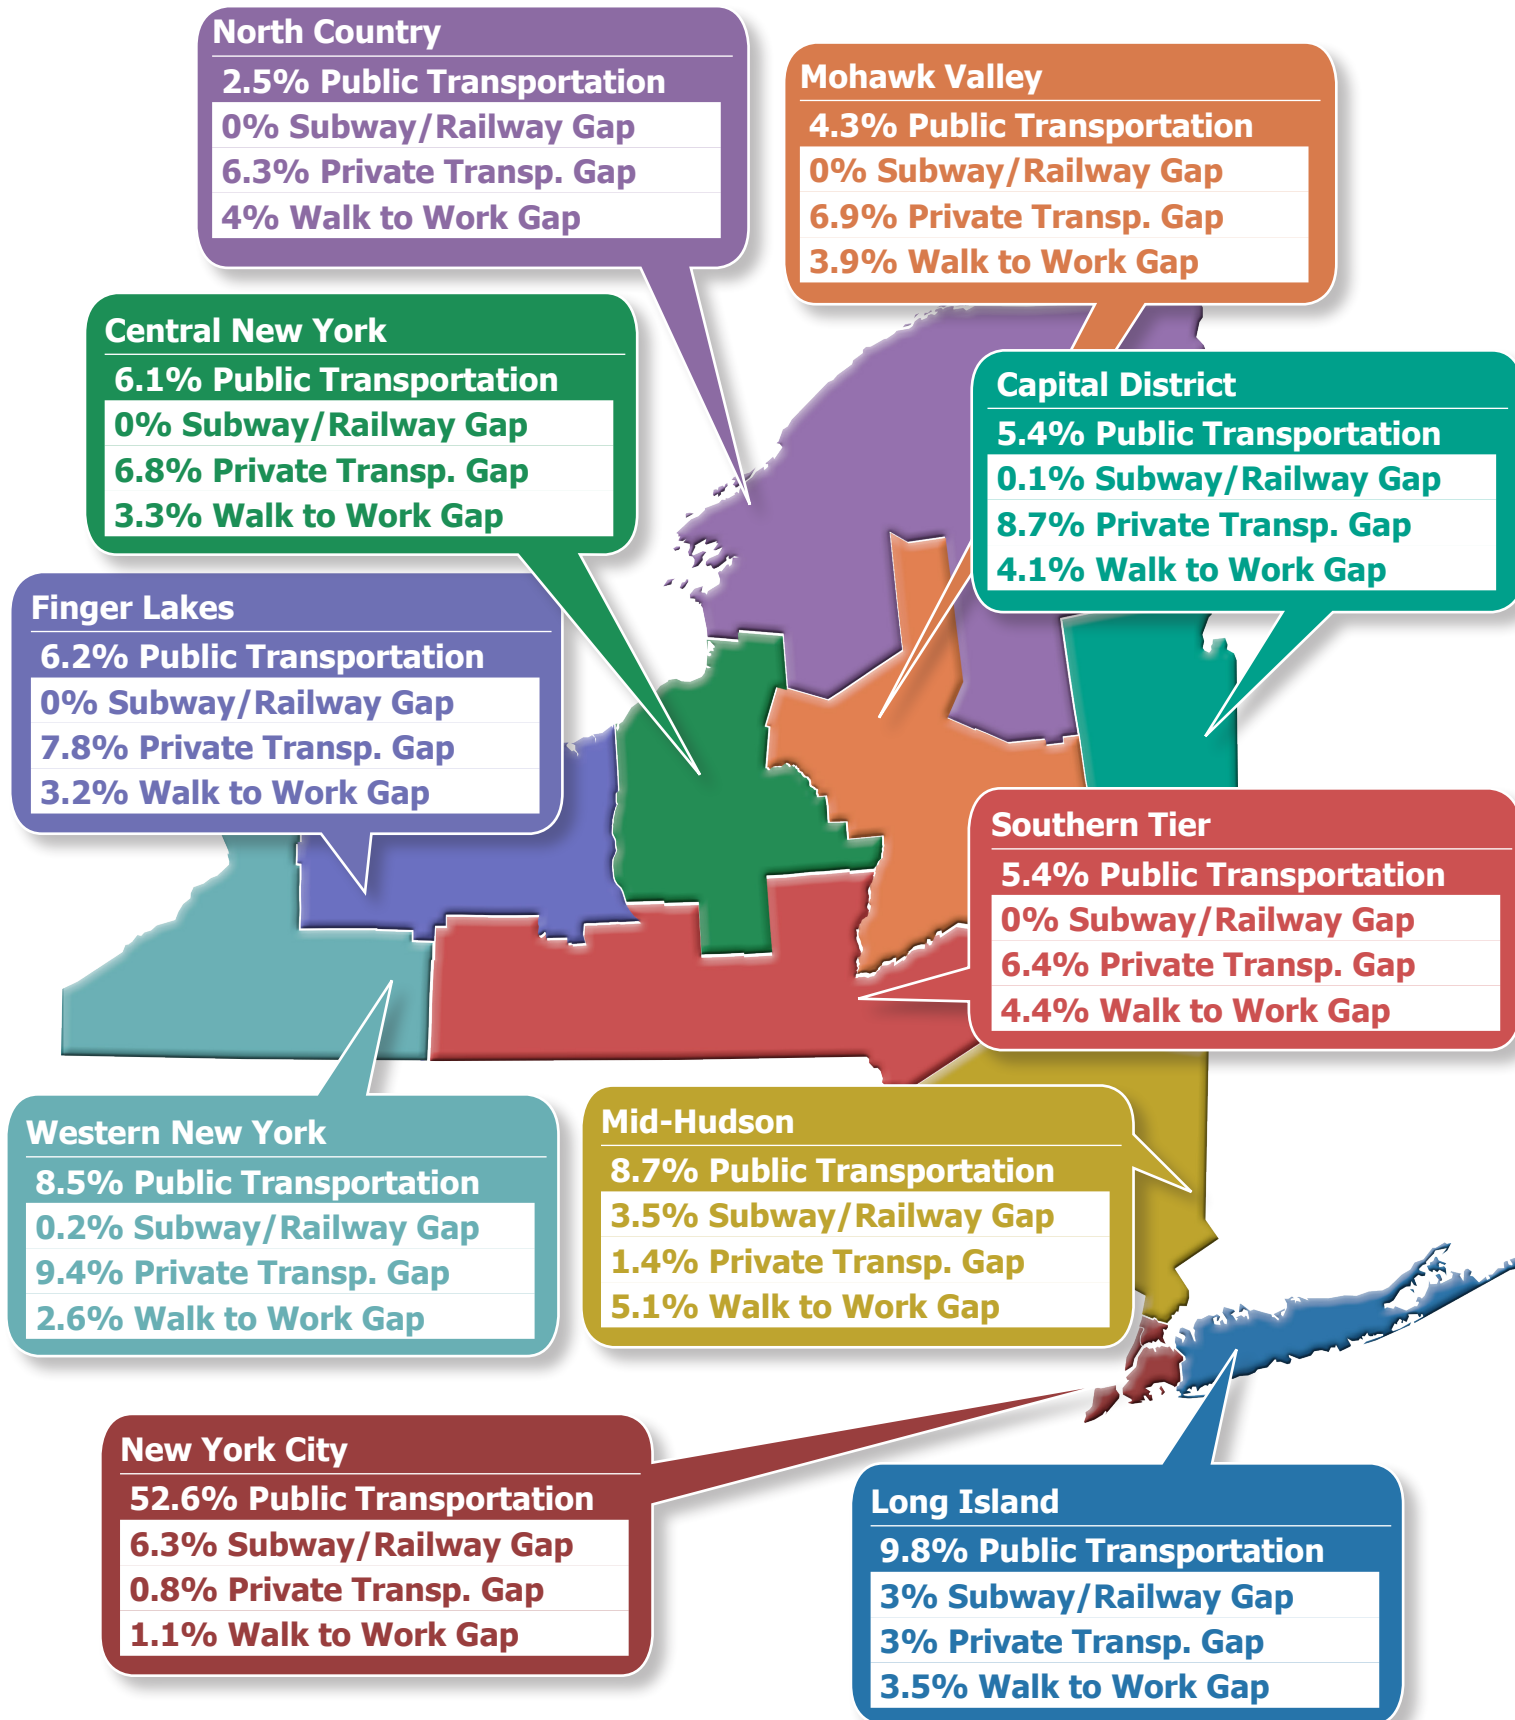 North Country
2.5% Public Transportation
0% Subway/Railway Gap
6.3% Private Transp. Gap
4% Walk to Work Gap
Mohawk Valley
4.3% Public Transportation
0% Subway/Railway Gap
6.9% Private Transp. Gap
3.9% Walk to Work Gap
Central New York
6.1% Public Transportation
0% Subway/Railway Gap
6.8% Private Transp. Gap
3.3% Walk to Work Gap
Capital District
5.4% Public Transportation
0.1% Subway/Railway Gap
8.7% Private Transp. Gap
4.1% Walk to Work Gap
Finger Lakes
6.2% Public Transportation
0% Subway/Railway Gap
7.8% Private Transp. Gap
3.2% Walk to Work Gap
Southern Tier
5.4% Public Transportation
0% Subway/Railway Gap
6.4% Private Transp. Gap
4.4% Walk to Work Gap
Western New York
8.5% Public Transportation
0.2% Subway/Railway Gap
9.4% Private Transp. Gap
2.6% Walk to Work Gap
Mid-Hudson
8.7% Public Transportation
3.5% Subway/Railway Gap
1.4% Private Transp. Gap
5.1% Walk to Work Gap
New York City
52.6% Public Transportation
6.3% Subway/Railway Gap
0.8% Private Transp. Gap
1.1% Walk to Work Gap
Long Island
9.8% Public Transportation
3% Subway/Railway Gap
3% Private Transp. Gap
3.5% Walk to Work Gap